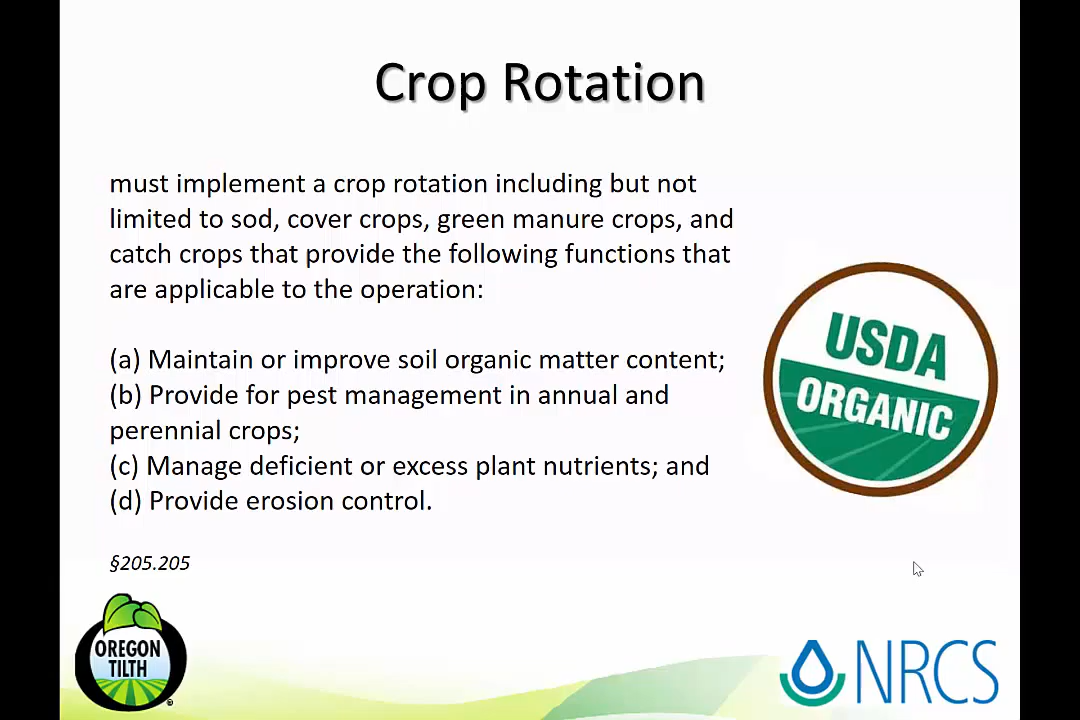 Crop Rotation
must implement a crop rotation including but not
limited to sod, cover crops, green manure crops, and
catch crops that provide the following functions that
are applicable to the operation:
(a) Maintain or improve soil organic matter content;
(b) Provide for pest management in annual and
perennial crops;
(c) Manage deficient or excess plant nutrients; and
(d) Provide erosion control.
§205.205
USDA
ORGANIC
OREGON
TILTH
NRCS